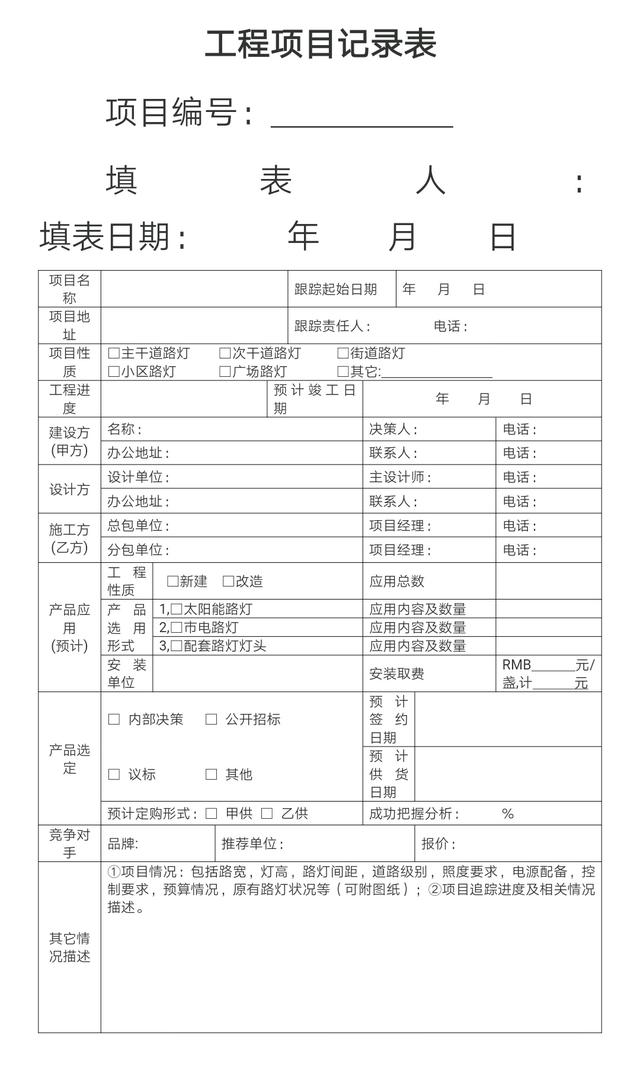 工程项目记录表
项目编号：____________
填 表 人 ：
填表日期： 年 月 日
项目名称 跟踪起始日期 年 月 日
项目地址 跟踪责任人： 电话：
项目性质 □主干道路灯 □次干道路灯 □街道路灯
□小区路灯 □广场路灯 □其它:______________
工程进度 预计竣工日期 年 月 日
建设方(甲方) 名称： 决策人： 电话：
办公地址： 联系人： 电话：
设计方 设计单位： 主设计师： 电话：
办公地址： 联系人： 电话：
施工方(乙方) 总包单位： 项目经理： 电话：
分包单位： 项目经理： 电话：
产品应用(预计) 工程性质 □新建 □改造 应用总数
产品选用形式 1,□太阳能路灯 应用内容及数量
2,□市电路灯 应用内容及数量
3,□配套路灯灯头 应用内容及数量
安装单位 安装取费 RMB______元/盏,计______元
产品选定 □ 内部决策 □ 公开招标 预计签约日期
□ 议标 □ 其他 预计供货日期
预计定购形式：□ 甲供 □ 乙供 成功把握分析： %
竞争对手 品牌: 推荐单位： 报价：
其它情况描述 ①项目情况：包括路宽，灯高，路灯间距，道路级别，照度要求，电源配备，控
制要求，预算情况，原有路灯状况等（可附图纸）；②项目追踪进度及相关情况
描述。